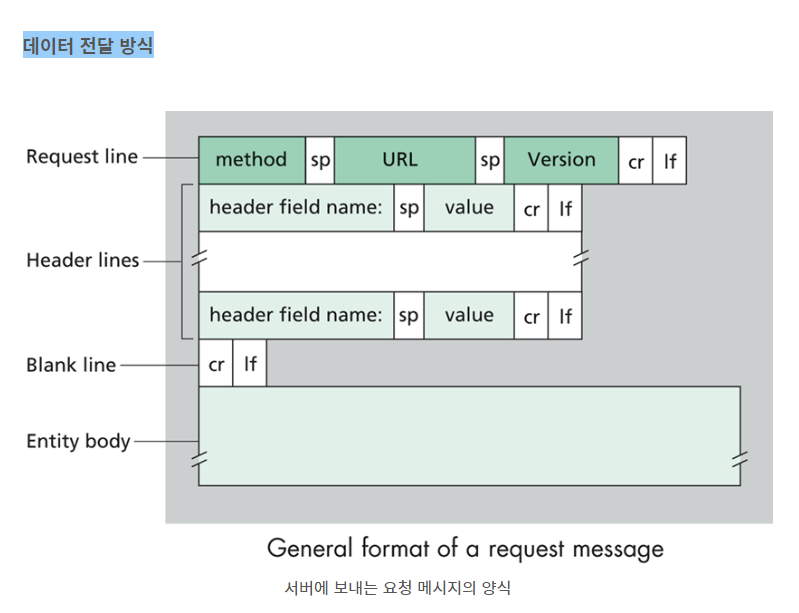 데이터 전달 방식
Request line method sp URL sp Version cr lf
header field name: sp value cr lf
Header lines
header field name: sp value cr lf
Blank line cr lf
Entity body
General format of a request message
서버에 보내는 요청 메시지의 양식